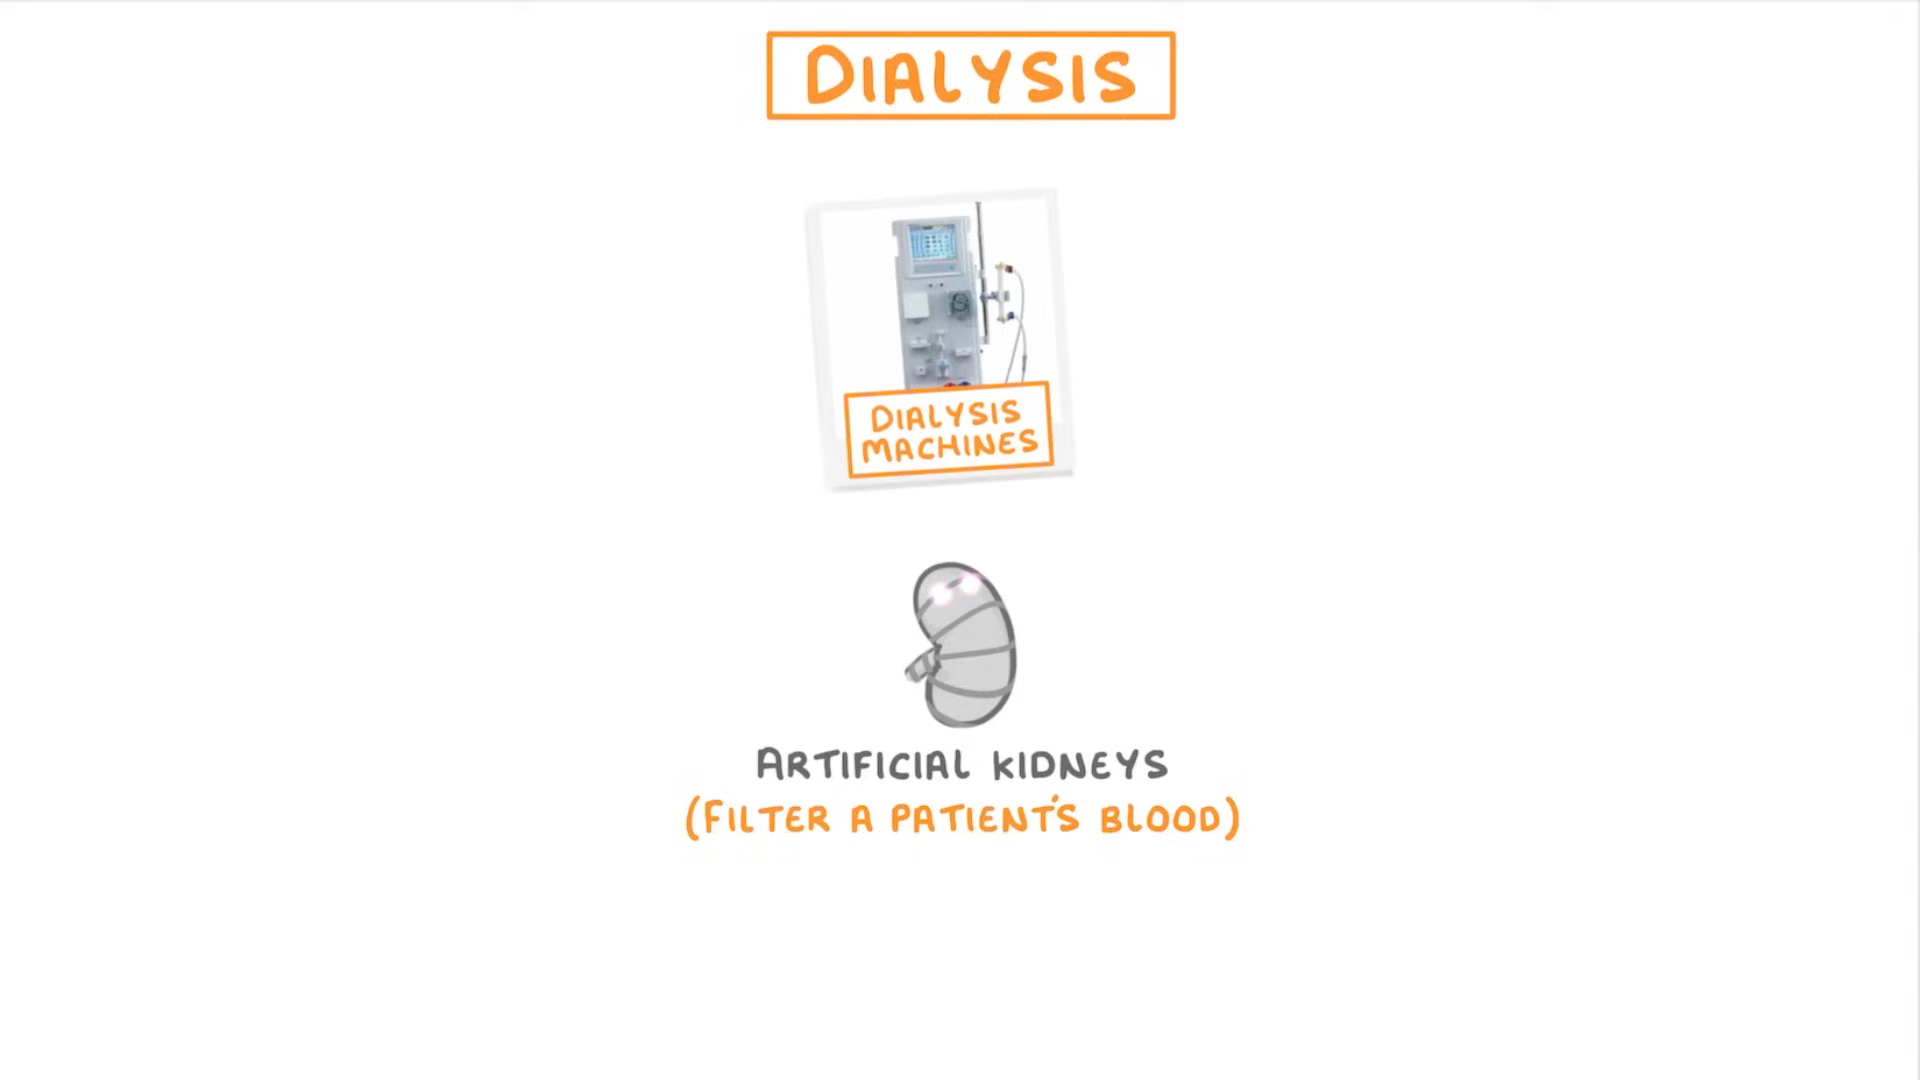 DIALYSIS
DIALYSIS
MACHINES
ARTIFICIAL KIDNEYS
(FILTER A PATIENT'S BLOOD)